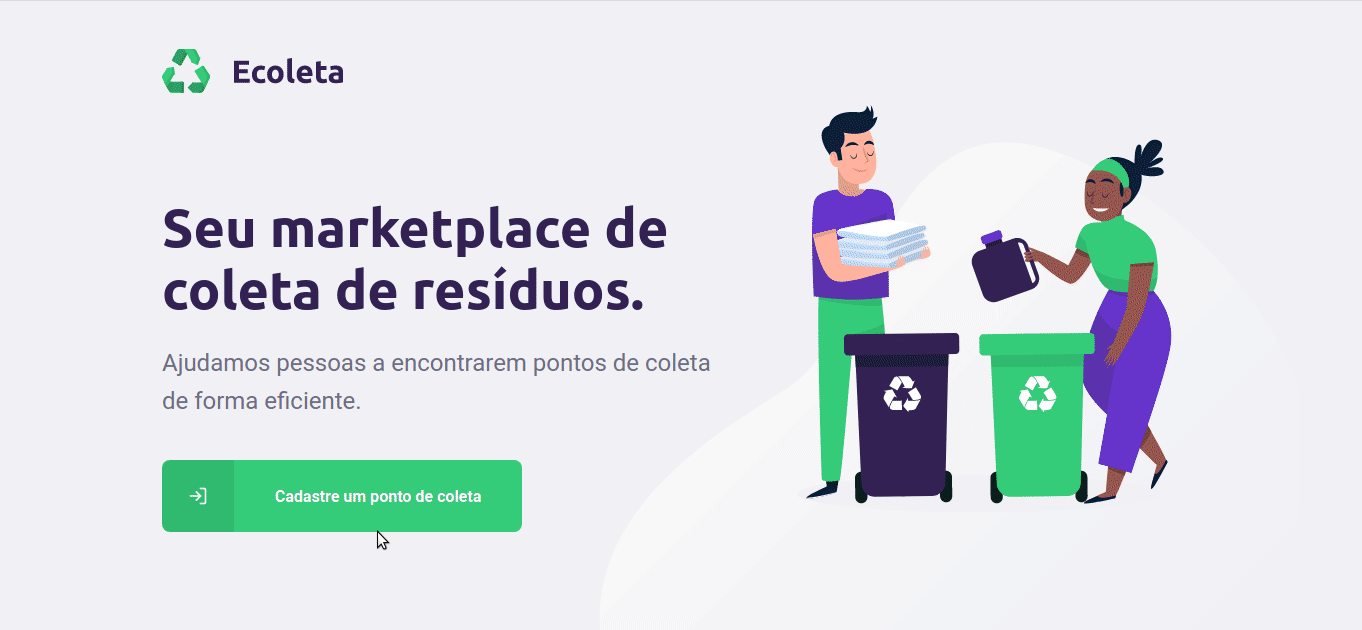 Ecoleta
Seu marketplace de
coleta de resíduos.
Ajudamos pessoas a encontrarem pontos de coleta
de forma eficiente.
Cadastre um ponto de coleta